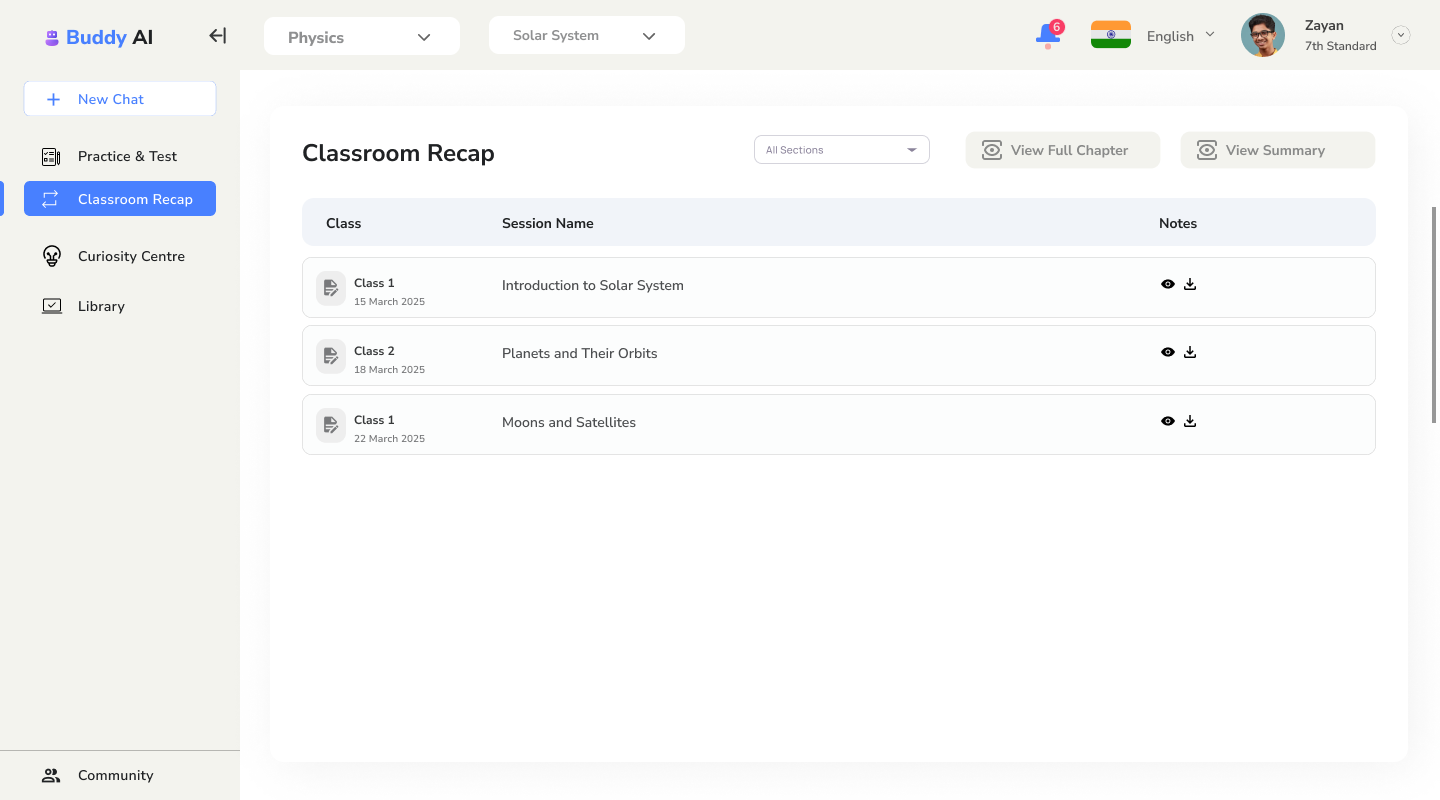 Buddy AI
Physics
Solar System
6
English
Zayan
7th Standard
New Chat
Practice & Test
Classroom Recap
Curiosity Centre
Library
Community
Classroom Recap
All Sections
View Full Chapter
View Summary
Class
Session Name
Notes
Class 1
15 March 2025
Introduction to Solar System
Class 2
18 March 2025
Planets and Their Orbits
Class 1
22 March 2025
Moons and Satellites